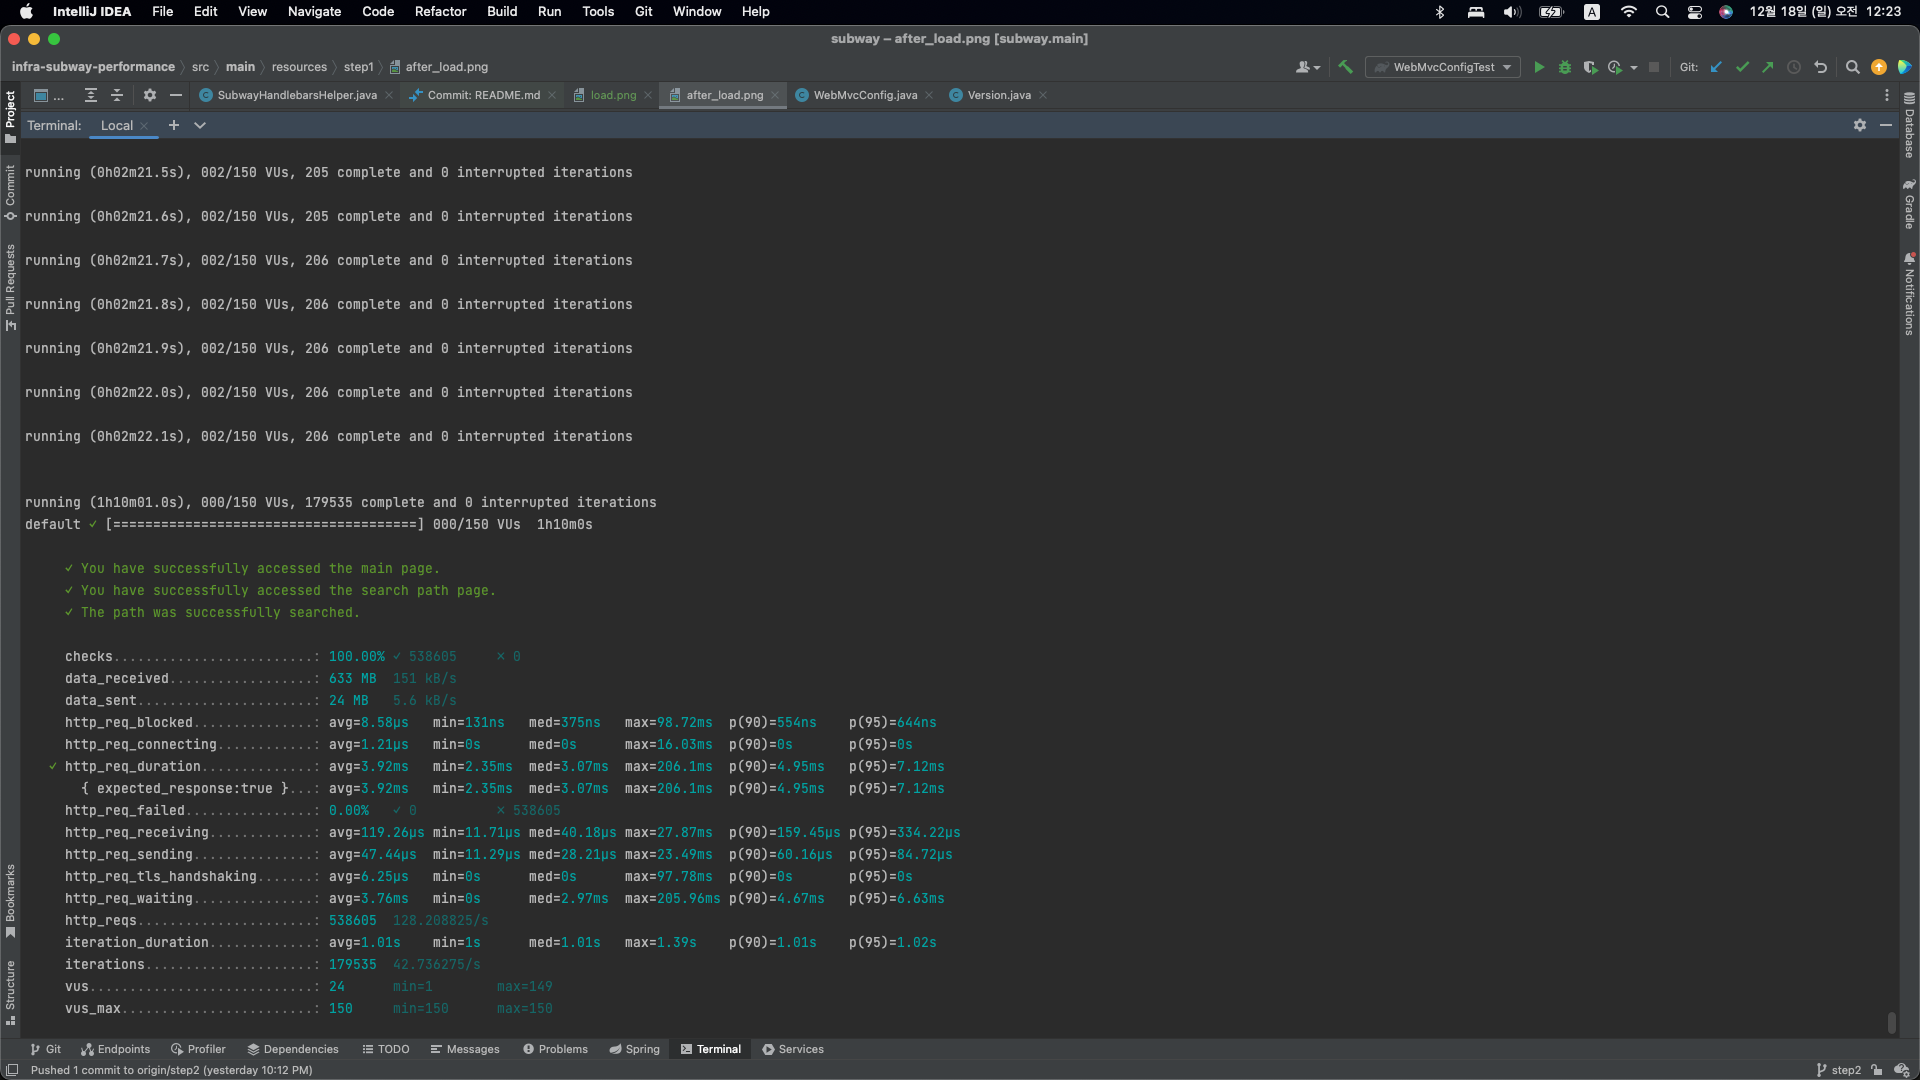 IntelliJ IDEA File Edit View Navigate Code Refactor Build Run Tools Git Window Help A 12월 18일 (일) 오전 12:23
subway – after_load.png [subway.main]
infra-subway-performance 〉 src 〉 main 〉 resources 〉 step1 〉 after_load.png WebMvcConfigTest Git:
... SubwayHandlebarsHelper.java Commit: README.md load.png after_load.png WebMvcConfig.java Version.java
Terminal: Local
Project
Commit
Pull Requests
Bookmarks
Structure
Database
Gradle
Notifications
running (0h02m21.5s), 002/150 VUs, 205 complete and 0 interrupted iterations
running (0h02m21.6s), 002/150 VUs, 205 complete and 0 interrupted iterations
running (0h02m21.7s), 002/150 VUs, 206 complete and 0 interrupted iterations
running (0h02m21.8s), 002/150 VUs, 206 complete and 0 interrupted iterations
running (0h02m21.9s), 002/150 VUs, 206 complete and 0 interrupted iterations
running (0h02m22.0s), 002/150 VUs, 206 complete and 0 interrupted iterations
running (0h02m22.1s), 002/150 VUs, 206 complete and 0 interrupted iterations
running (1h10m01.0s), 000/150 VUs, 179535 complete and 0 interrupted iterations
default ✓ [======================================] 000/150 VUs  1h10m0s
✓ You have successfully accessed the main page.
✓ You have successfully accessed the search path page.
✓ The path was successfully searched.
checks.........................: 100.00% ✓ 538605     ✗ 0
data_received..................: 633 MB  151 kB/s
data_sent......................: 24 MB   5.6 kB/s
http_req_blocked...............: avg=8.58µs   min=131ns   med=375ns   max=98.72ms  p(90)=554ns    p(95)=644ns
http_req_connecting............: avg=1.21µs   min=0s      med=0s      max=16.03ms  p(90)=0s       p(95)=0s
✓ http_req_duration..............: avg=3.92ms   min=2.35ms  med=3.07ms  max=206.1ms  p(90)=4.95ms   p(95)=7.12ms
{ expected_response:true }...: avg=3.92ms   min=2.35ms  med=3.07ms  max=206.1ms  p(90)=4.95ms   p(95)=7.12ms
http_req_failed................: 0.00%   ✓ 0          ✗ 538605
http_req_receiving.............: avg=119.26µs min=11.71µs med=40.18µs max=27.87ms  p(90)=159.45µs p(95)=334.22µs
http_req_sending...............: avg=47.44µs  min=11.29µs med=28.21µs max=23.49ms  p(90)=60.16µs  p(95)=84.72µs
http_req_tls_handshaking.......: avg=6.25µs   min=0s      med=0s      max=97.78ms  p(90)=0s       p(95)=0s
http_req_waiting...............: avg=3.76ms   min=0s      med=2.97ms  max=205.96ms p(90)=4.67ms   p(95)=6.63ms
http_reqs......................: 538605  128.208825/s
iteration_duration.............: avg=1.01s    min=1s      med=1.01s   max=1.39s    p(90)=1.01s    p(95)=1.02s
iterations.....................: 179535  42.736275/s
vus............................: 24      min=1        max=149
vus_max........................: 150     min=150      max=150
Git Endpoints Profiler Dependencies TODO Messages Problems Spring Terminal Services
Pushed 1 commit to origin/step2 (yesterday 10:12 PM) step2